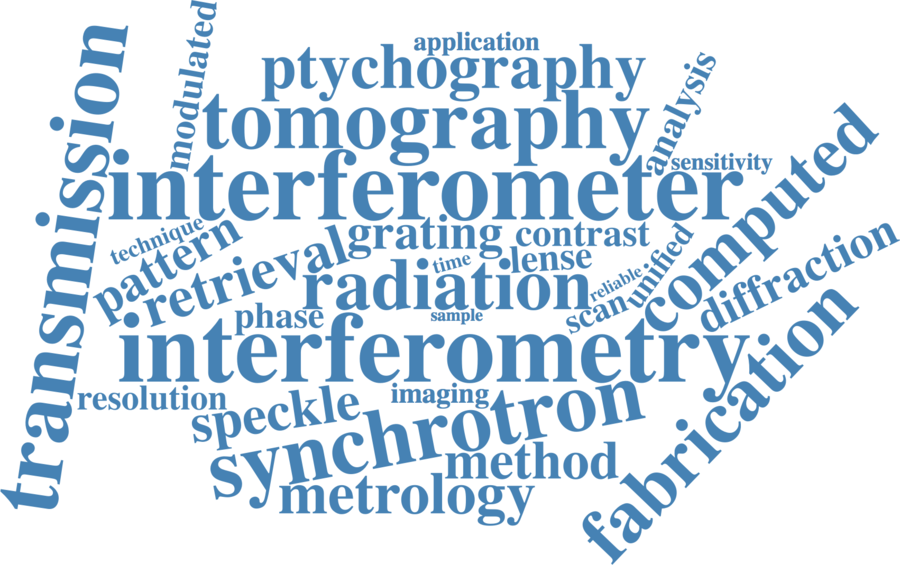 modulated
application
transmission
ptychography
analysis
tomography
sensitivity
interferometer
computed
technique
pattern
grating
contrast
retrieval
time
lense
unified
radiation
reliable
scan
diffraction
phase
sample
interferometry
fabrication
resolution
imaging
speckle
synchrotron
method
metrology